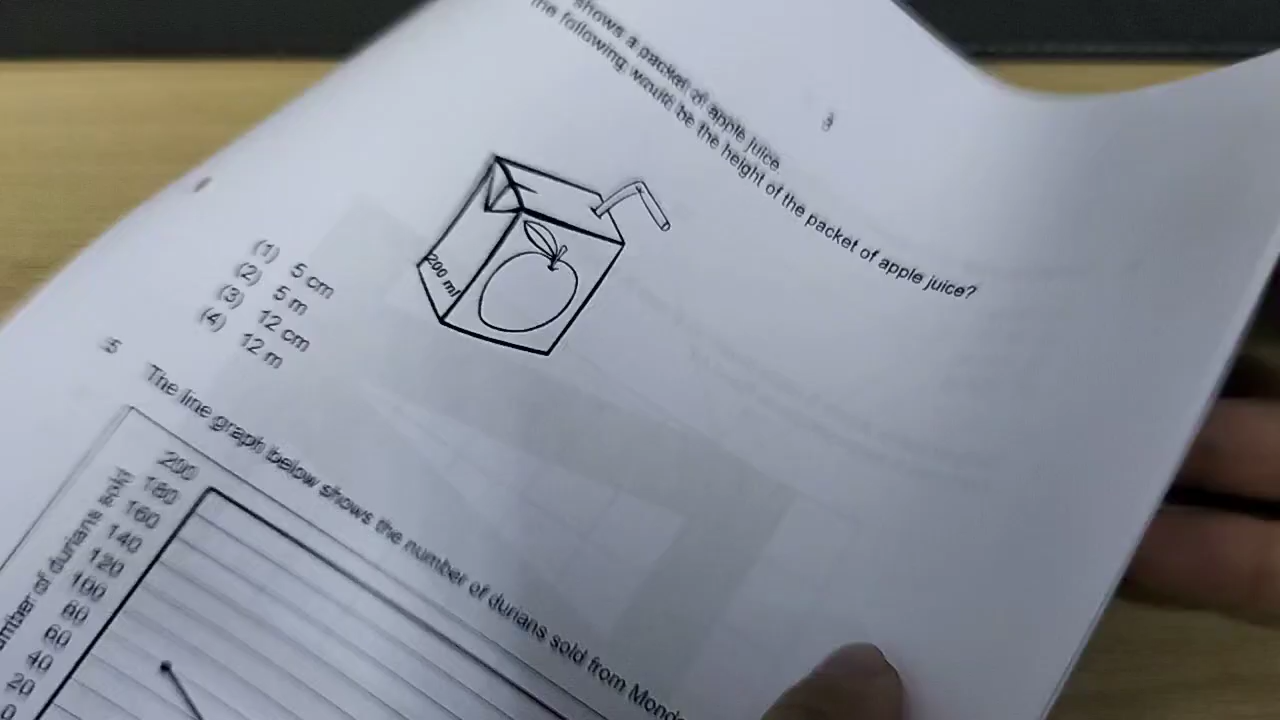 3
shows a packet of apple juice.
the following would be the height of the packet of apple juice?
200 ml
(1) 5 cm
(2) 5 m
(3) 12 cm
(4) 12 m
5 The line graph below shows the number of durians sold from
200
180
160
140
120
100
80
60
40
20
0
of durians sold